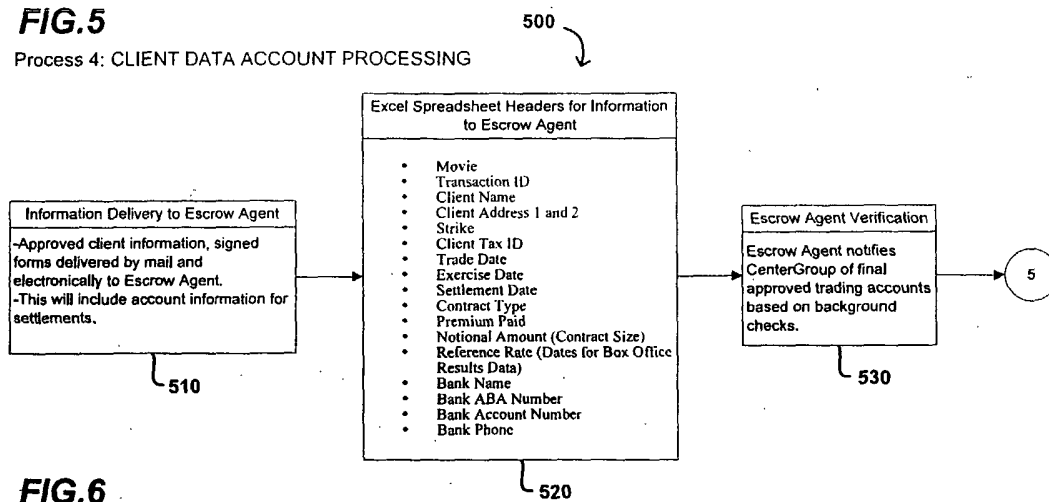 FIG.5
500
Process 4: CLIENT DATA ACCOUNT PROCESSING
Information Delivery to Escrow Agent
-Approved client information, signed
forms delivered by mail and
electronically to Escrow Agent.
-This will include account information for
settlements.
510
Excel Spreadsheet Headers for Information
to Escrow Agent
• Movie
• Transaction ID
• Client Name
• Client Address 1 and 2
• Strike
• Client Tax ID
• Trade Date
• Exercise Date
• Settlement Date
• Contract Type
• Premium Paid
• Notional Amount (Contract Size)
• Reference Rate (Dates for Box Office
Results Data)
• Bank Name
• Bank ABA Number
• Bank Account Number
• Bank Phone
520
Escrow Agent Verification
Escrow Agent notifies
CenterGroup of final
approved trading accounts
based on background
checks.
530
5
FIG.6